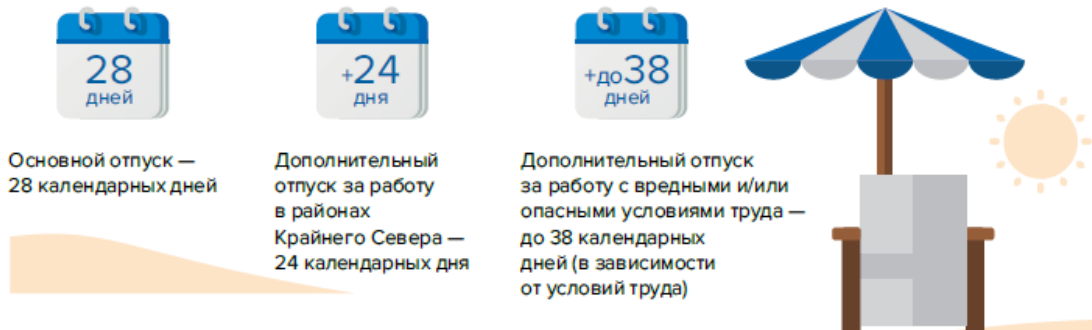 28
дней
+24
дня
+до38
дней
Основной отпуск —
28 календарных дней
Дополнительный
отпуск за работу
в районах
Крайнего Севера —
24 календарных дня
Дополнительный отпуск
за работу с вредными и/или
опасными условиями труда —
до 38 календарных
дней (в зависимости
от условий труда)